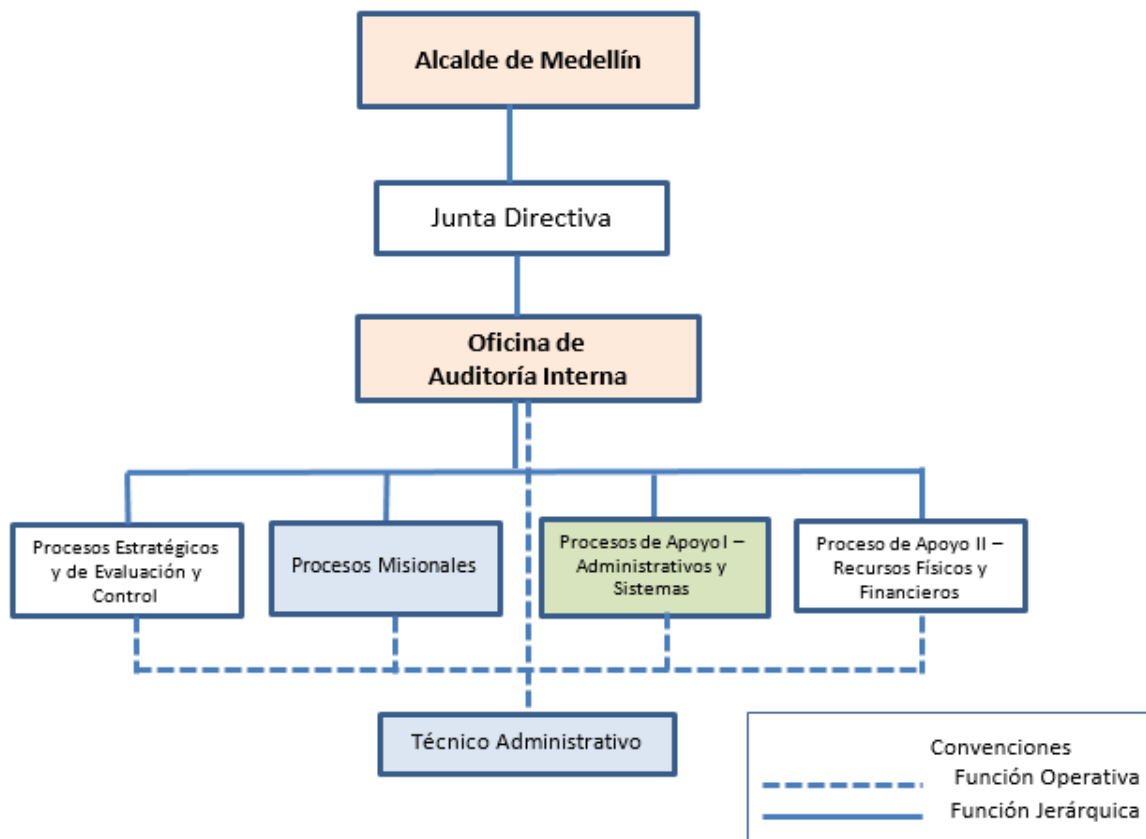 Alcalde de Medellín
Junta Directiva
Oficina de
Auditoría Interna
Procesos Estratégicos
y de Evaluación y
Control
Procesos Misionales
Procesos de Apoyo I –
Administrativos y
Sistemas
Proceso de Apoyo II –
Recursos Físicos y
Financieros
Técnico Administrativo
Convenciones
Función Operativa
Función Jerárquica